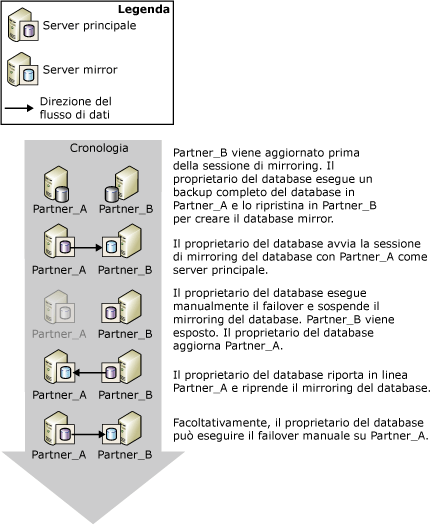 Legenda
Server principale
Server mirror
Direzione del
flusso di dati
Cronologia
Partner_A Partner_B
Partner_B viene aggiornato prima
della sessione di mirroring. Il
proprietario del database esegue un
backup completo del database in
Partner_A e lo ripristina in Partner_B
per creare il database mirror.
Partner_A Partner_B
Il proprietario del database avvia la sessione
di mirroring del database con Partner_A come
server principale.
Partner_A Partner_B
Il proprietario del database esegue
manualmente il failover e sospende il
mirroring del database. Partner_B viene
esposto. Il proprietario del database
aggiorna Partner_A.
Partner_A Partner_B
Il proprietario del database riporta in linea
Partner_A e riprende il mirroring del database.
Partner_A Partner_B
Facoltativamente, il proprietario del database
può eseguire il failover manuale su Partner_A.